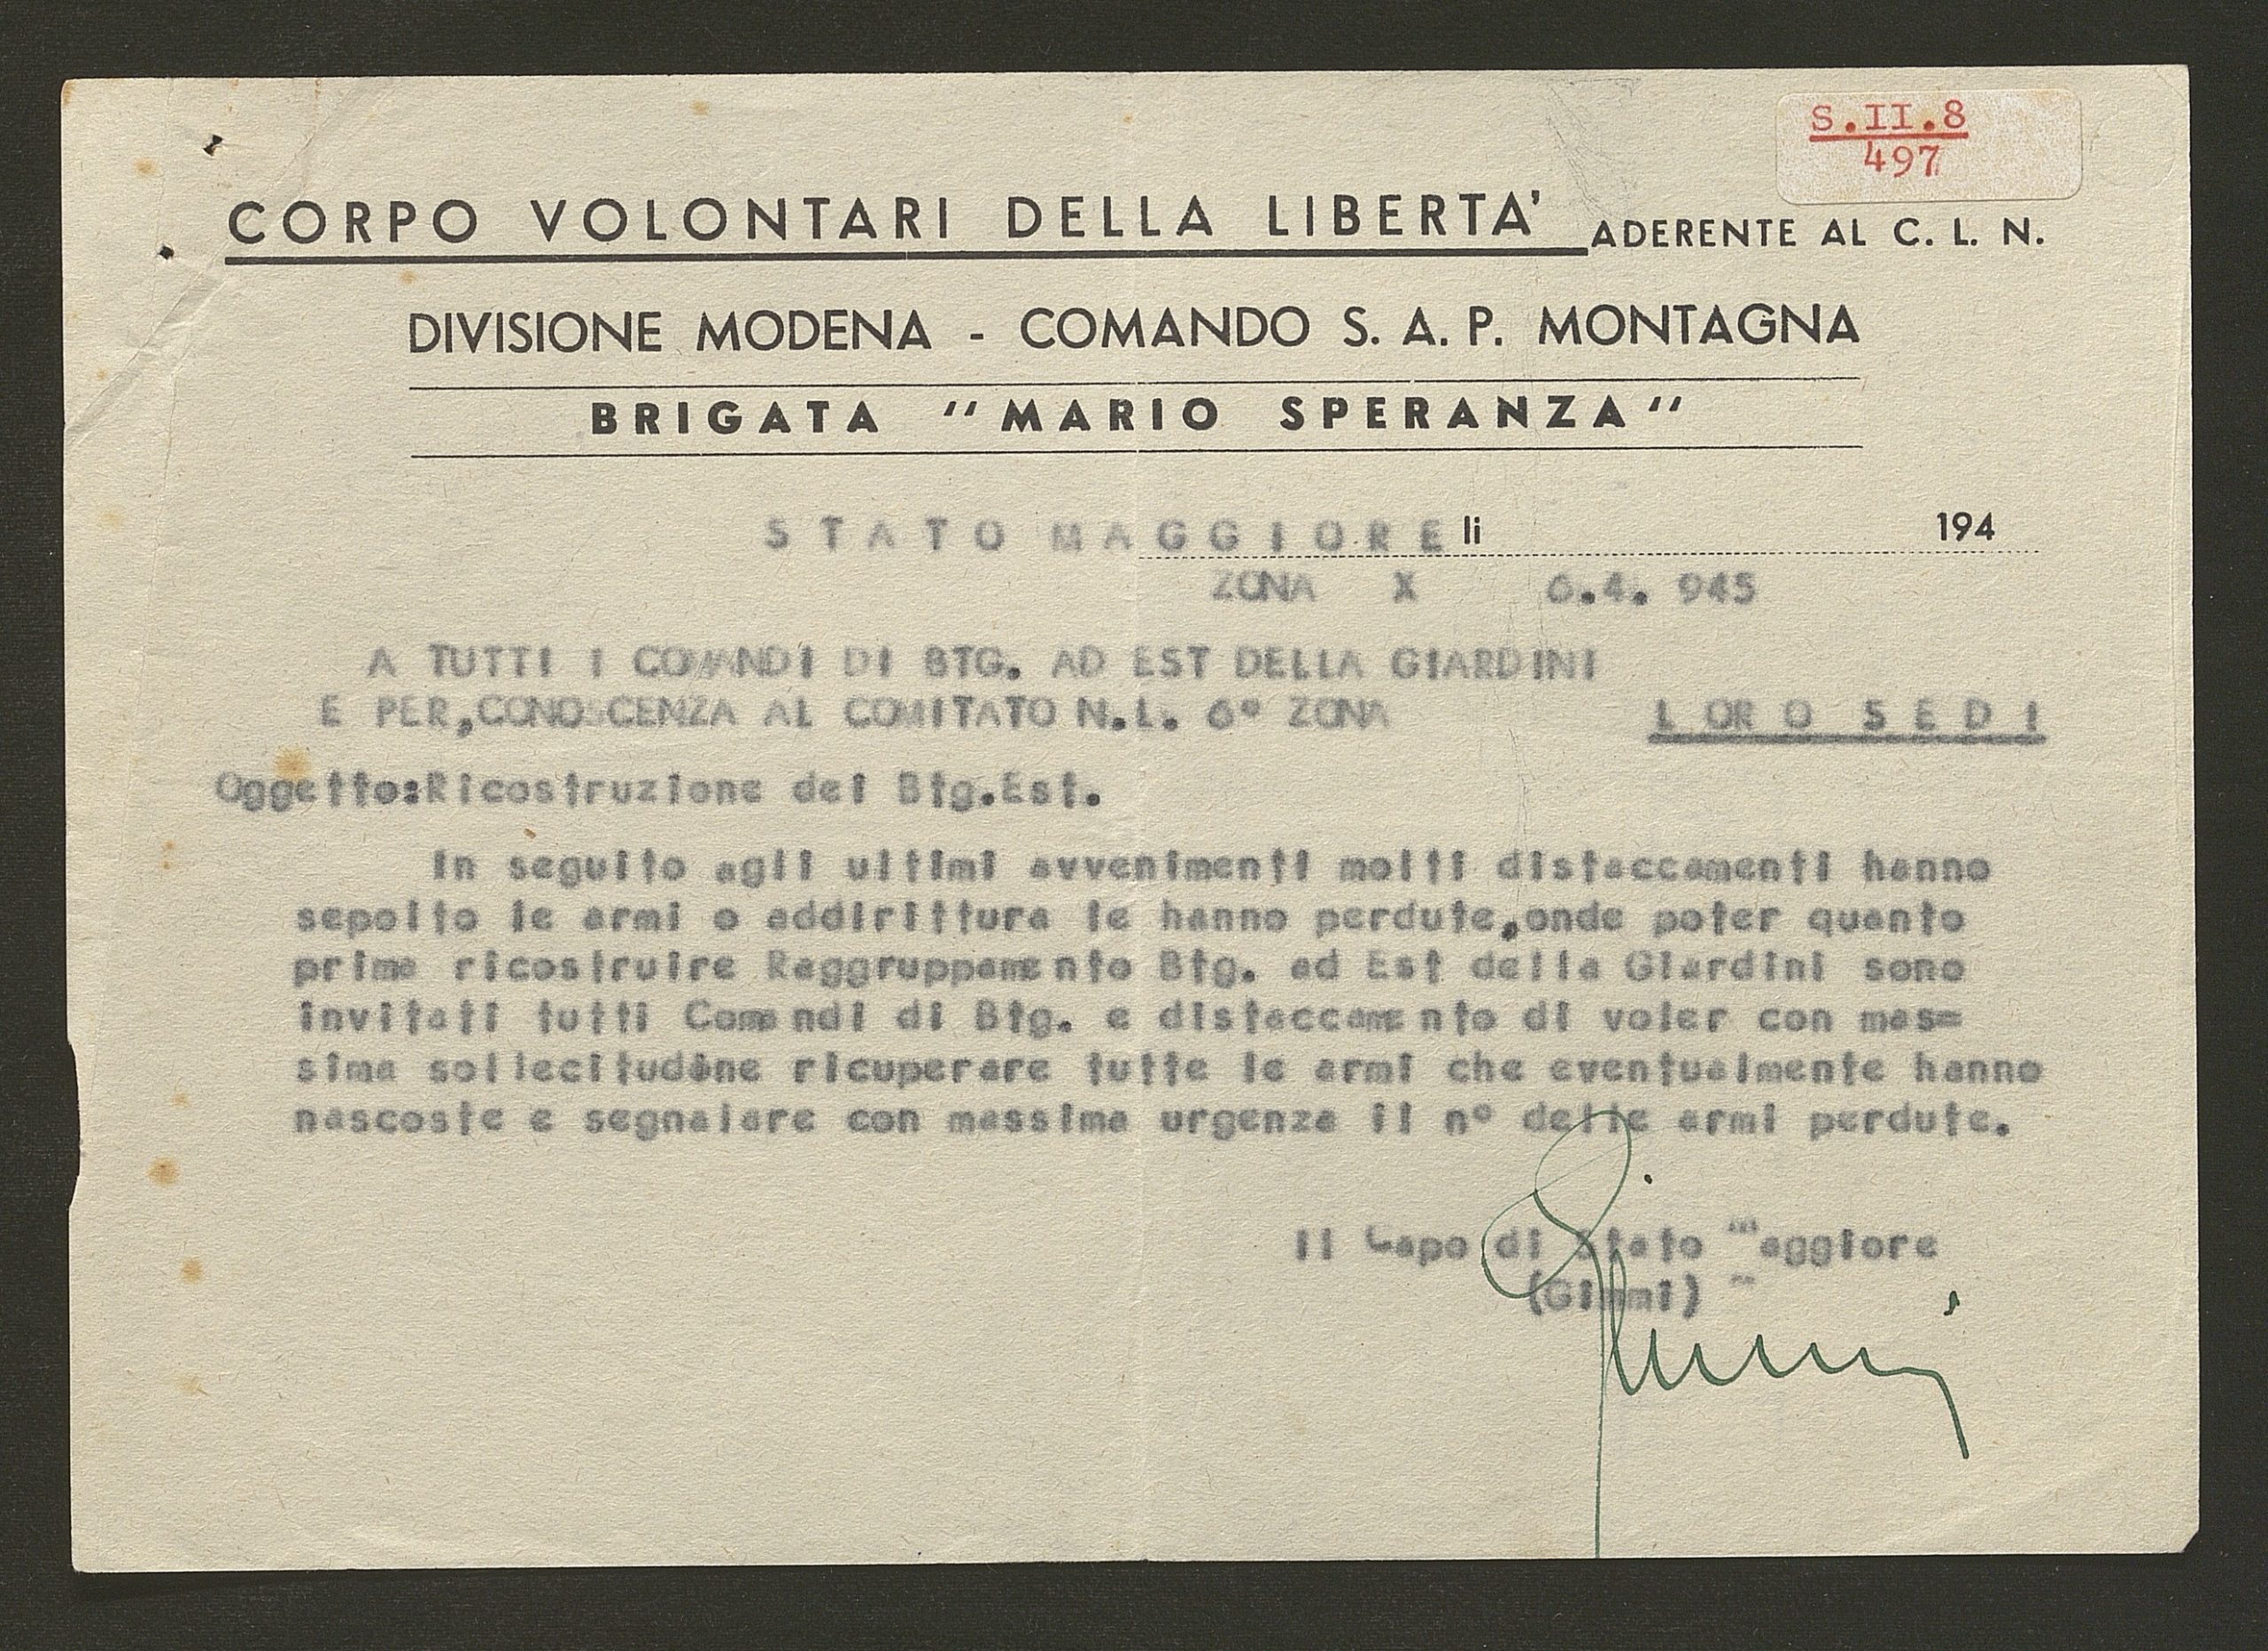 S.II.8
497
CORPO VOLONTARI DELLA LIBERTA' ADERENTE AL C. L. N.
DIVISIONE MODENA - COMANDO S. A. P. MONTAGNA
BRIGATA "MARIO SPERANZA"
STATO MAGGIORE li 194
ZONA X 6.4. 945
A TUTTI I COMANDI DI BTG. AD EST DELLA GIARDINI
E PER,CONOSCENZA AL COMITATO N.L. 6° ZONA LORO SEDI
Oggetto:Ricostruzione dei Btg.Est.
In seguito agli ultimi avvenimenti molti distaccamenti hanno
sepolto le armi o addirittura le hanno perdute,onde poter quanto
prima ricostruire Raggruppamento Btg. ad Est della Giardini sono
invitati tutti Comandi di Btg. e distaccamento di voler con mas=
sima sollecitudine ricuperare tutte le armi che eventualmente hanno
nascoste e segnalare con massima urgenza il n° delle armi perdute.
Il Capo di Stato Maggiore
(Gimmi)
Gimmi